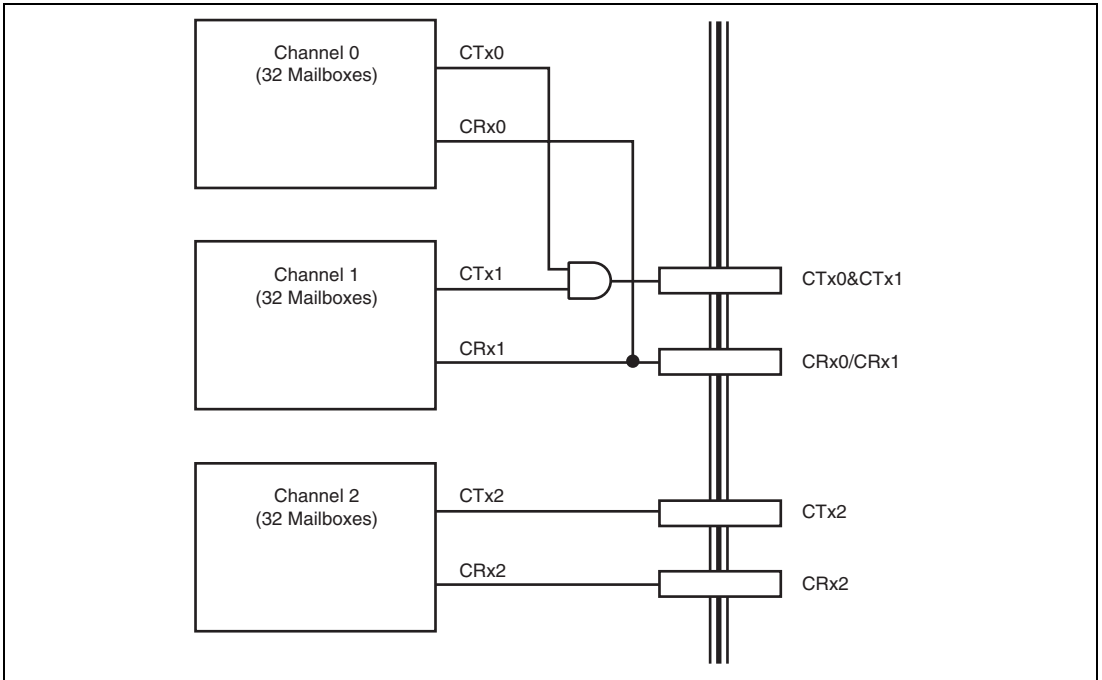 Channel 0
(32 Mailboxes)
CTx0
CRx0
Channel 1
(32 Mailboxes)
CTx1
CRx1
CTx0&CTx1
CRx0/CRx1
Channel 2
(32 Mailboxes)
CTx2
CRx2
CTx2
CRx2